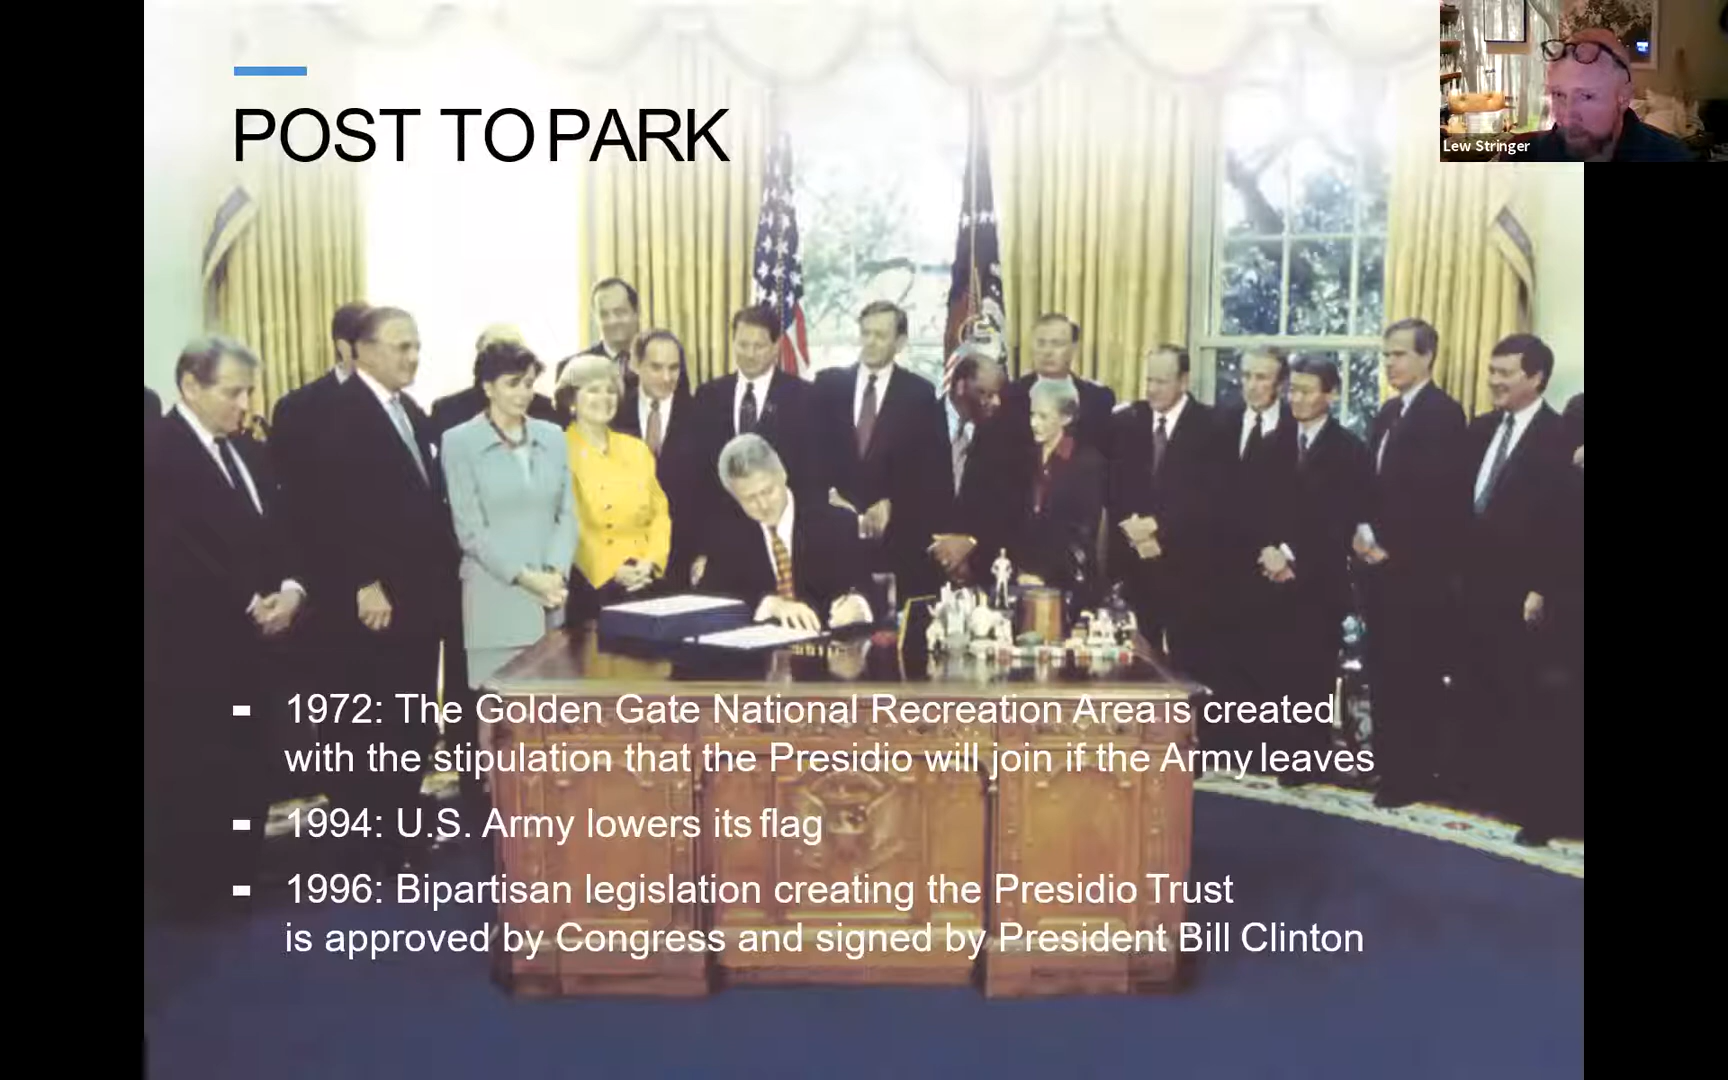 POST TO PARK
Lew Stringer
1972: The Golden Gate National Recreation Area is created
with the stipulation that the Presidio will join if the Army leaves
1994: U.S. Army lowers its flag
1996: Bipartisan legislation creating the Presidio Trust
is approved by Congress and signed by President Bill Clinton